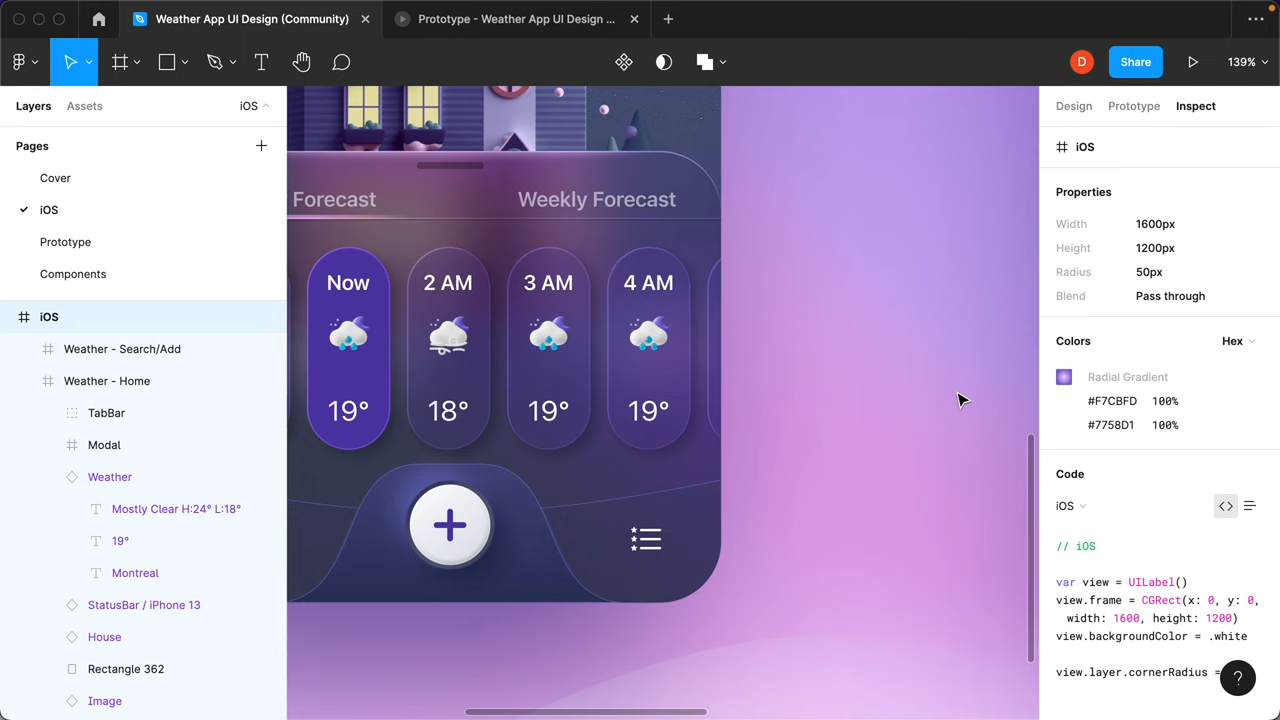 Weather App UI Design (Community)
Prototype - Weather App UI Design ...
D
Share
139%
Layers
Assets
iOS
Pages
Cover
iOS
Prototype
Components
iOS
Weather - Search/Add
Weather - Home
TabBar
Modal
Weather
Mostly Clear H:24° L:18°
19°
Montreal
StatusBar / iPhone 13
House
Rectangle 362
Image
Forecast
Weekly Forecast
Now
2 AM
3 AM
4 AM
19°
18°
19°
19°
Design
Prototype
Inspect
iOS
Properties
Width 1600px
Height 1200px
Radius 50px
Blend Pass through
Colors
Hex
Radial Gradient
#F7CBFD 100%
#7758D1 100%
Code
iOS
// iOS
var view = UILabel()
view.frame = CGRect(x: 0, y: 0,
width: 1600, height: 1200)
view.backgroundColor = .white
view.layer.cornerRadius =
?